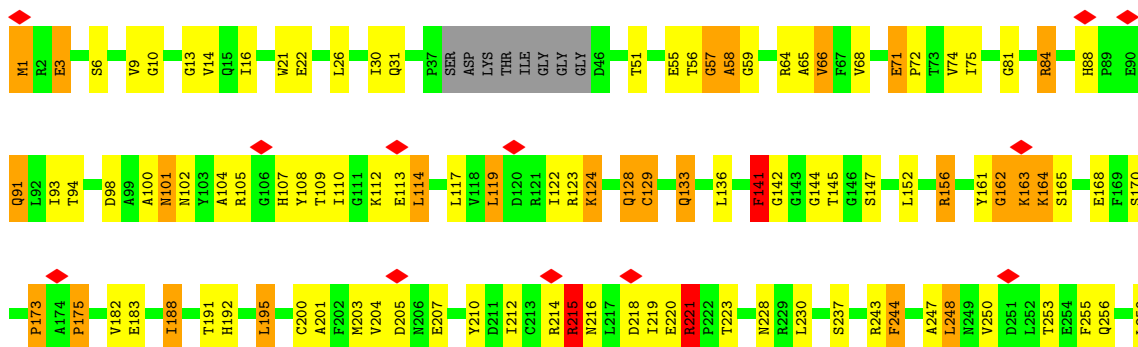 M1 R2 E3 S6 V9 G10 G13 V14 Q15 I16 W21 E22 L26 I30 Q31 P37 SER ASP LYS THR ILE GLY GLY GLY D46 T51 E55 T56 G57 A58 G59 R64 A65 V66 F67 V68 E71 P72 T73 V74 I75 G81 R84 H88 P89 E90
Q91 L92 I93 T94 D98 A99 A100 N101 N102 Y103 A104 R105 G106 H107 Y108 T109 I110 G111 K112 E113 L114 L117 V118 L119 D120 R121 I122 R123 K124 Q128 C129 Q133 L136 F141 G142 G143 G144 T145 G146 S147 L152 R156 Y161 G162 K163 K164 S165 E168 F169 S170
P173 A174 P175 V182 E183 I188 T191 H192 L195 C200 A201 F202 M203 V204 D205 N206 E207 Y210 D211 I212 C213 R214 R215 N216 L217 D218 I219 E220 R221 P222 T223 N228 R229 L230 S237 R243 F244 A247 L248 N249 V250 D251 L252 T253 E254 F255 Q256